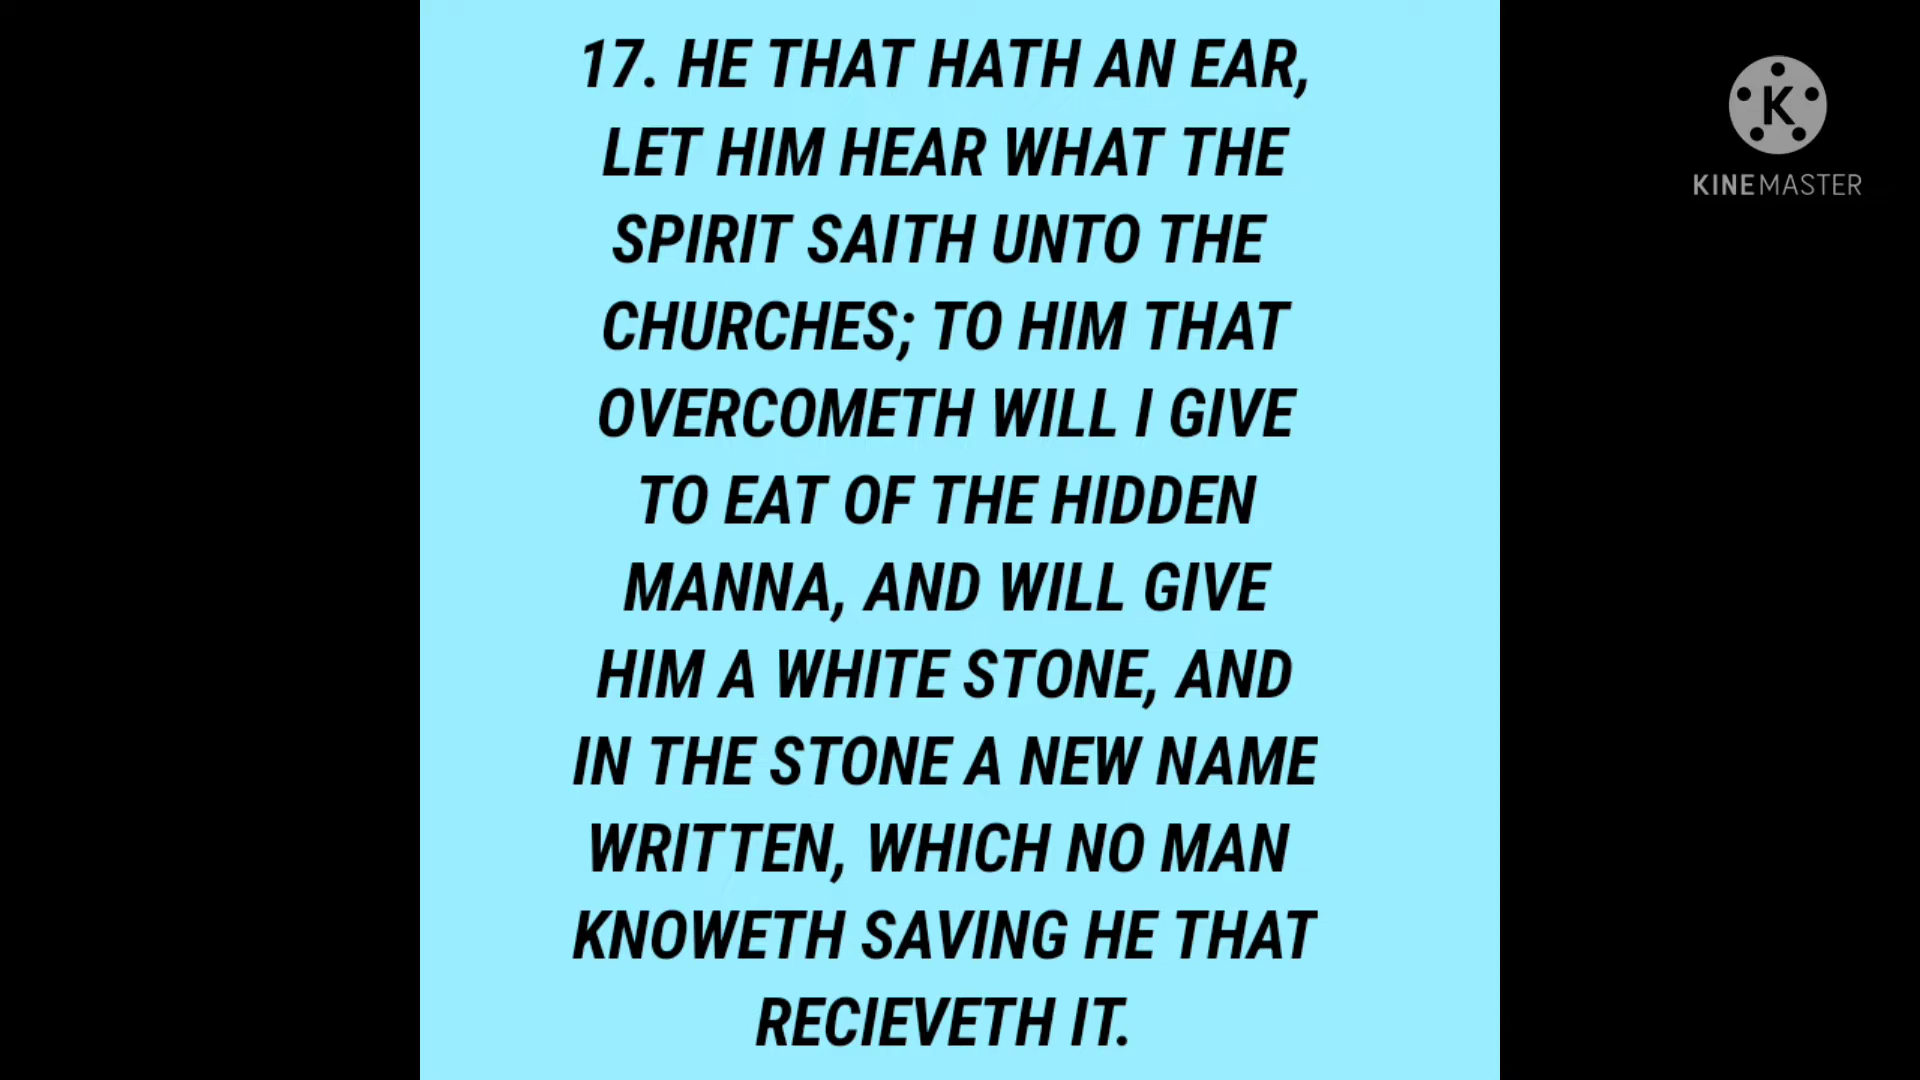 17. HE THAT HATH AN EAR,
LET HIM HEAR WHAT THE
SPIRIT SAITH UNTO THE
CHURCHES; TO HIM THAT
OVERCOMETH WILL I GIVE
TO EAT OF THE HIDDEN
MANNA, AND WILL GIVE
HIM A WHITE STONE, AND
IN THE STONE A NEW NAME
WRITTEN, WHICH NO MAN
KNOWETH SAVING HE THAT
RECIEVETH IT.
K
KINEMASTER